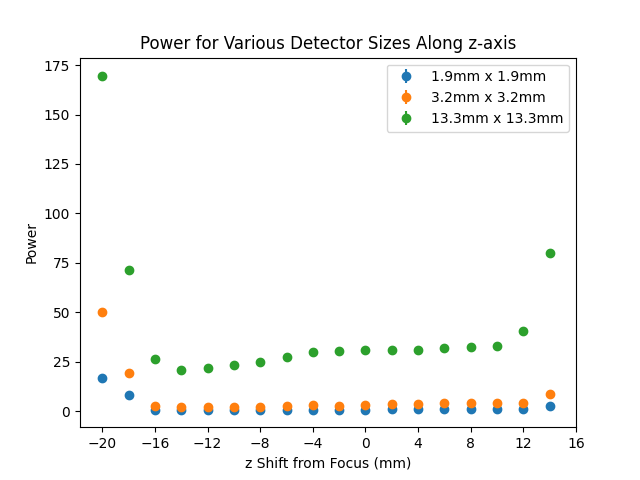 Power for Various Detector Sizes Along z-axis
175
150
125
100
75
50
25
0
Power
1.9mm x 1.9mm
3.2mm x 3.2mm
13.3mm x 13.3mm
−20 −16 −12 −8 −4 0 4 8 12 16
z Shift from Focus (mm)